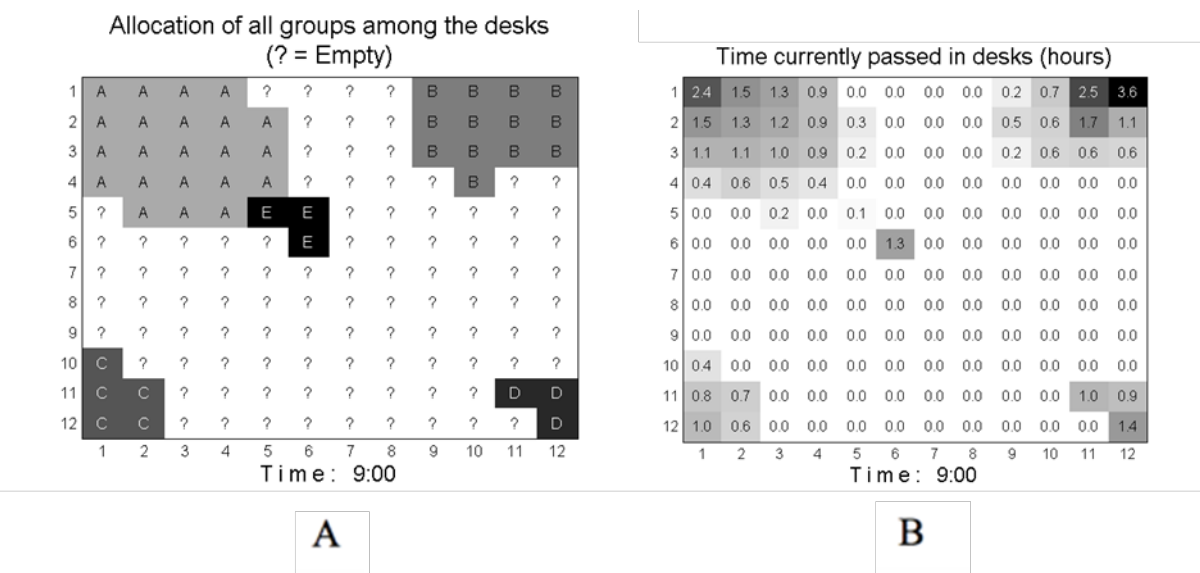 Allocation of all groups among the desks
(? = Empty)
1 A A A A ? ? ? ? B B B B
2 A A A A A ? ? ? B B B B
3 A A A A A ? ? ? B B B B
4 A A A A A ? ? ? ? B ? ?
5 ? A A A E E ? ? ? ? ? ?
6 ? ? ? ? ? E ? ? ? ? ? ?
7 ? ? ? ? ? ? ? ? ? ? ? ?
8 ? ? ? ? ? ? ? ? ? ? ? ?
9 ? ? ? ? ? ? ? ? ? ? ? ?
10 C ? ? ? ? ? ? ? ? ? ? ?
11 C C ? ? ? ? ? ? ? ? D D
12 C C ? ? ? ? ? ? ? ? ? D
1 2 3 4 5 6 7 8 9 10 11 12
Time: 9:00
A
Time currently passed in desks (hours)
1 2.4 1.5 1.3 0.9 0.0 0.0 0.0 0.0 0.2 0.7 2.5 3.6
2 1.5 1.3 1.2 0.9 0.3 0.0 0.0 0.0 0.5 0.6 1.7 1.1
3 1.1 1.1 1.0 0.9 0.2 0.0 0.0 0.0 0.2 0.6 0.6 0.6
4 0.4 0.6 0.5 0.4 0.0 0.0 0.0 0.0 0.0 0.0 0.0 0.0
5 0.0 0.0 0.2 0.0 0.1 0.0 0.0 0.0 0.0 0.0 0.0 0.0
6 0.0 0.0 0.0 0.0 0.0 1.3 0.0 0.0 0.0 0.0 0.0 0.0
7 0.0 0.0 0.0 0.0 0.0 0.0 0.0 0.0 0.0 0.0 0.0 0.0
8 0.0 0.0 0.0 0.0 0.0 0.0 0.0 0.0 0.0 0.0 0.0 0.0
9 0.0 0.0 0.0 0.0 0.0 0.0 0.0 0.0 0.0 0.0 0.0 0.0
10 0.4 0.0 0.0 0.0 0.0 0.0 0.0 0.0 0.0 0.0 0.0 0.0
11 0.8 0.7 0.0 0.0 0.0 0.0 0.0 0.0 0.0 0.0 1.0 0.9
12 1.0 0.6 0.0 0.0 0.0 0.0 0.0 0.0 0.0 0.0 0.0 1.4
1 2 3 4 5 6 7 8 9 10 11 12
Time: 9:00
B